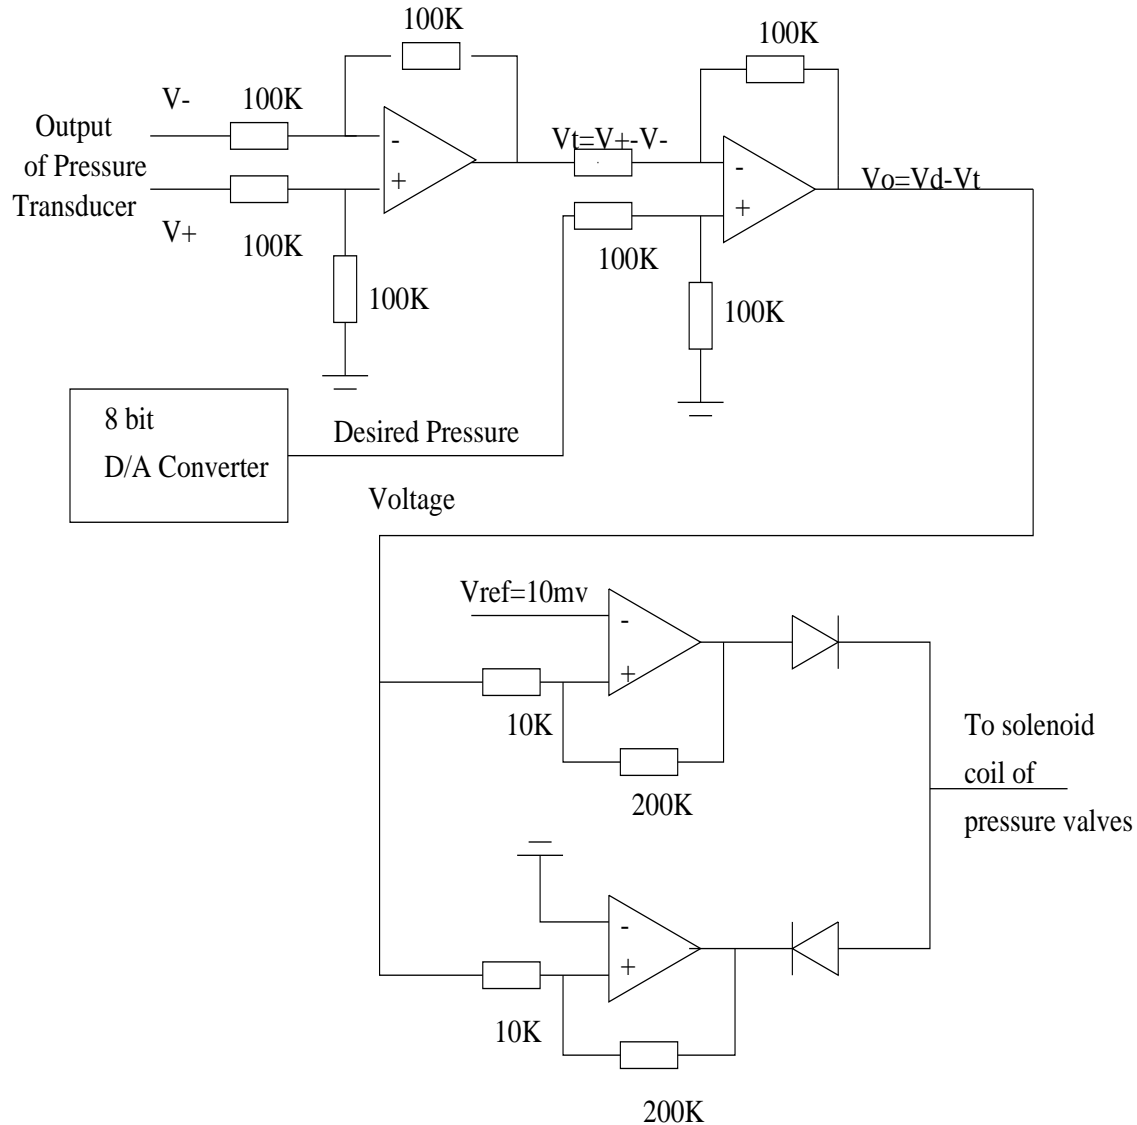 100K
100K
V-
100K
Output
of Pressure
Transducer
-
+
Vt=V+-V-
-
+
Vo=Vd-Vt
V+
100K
100K
100K
100K
8 bit
D/A Converter
Desired Pressure
Voltage
Vref=10mv
-
+
10K
200K
To solenoid
coil of
pressure valves
-
+
10K
200K